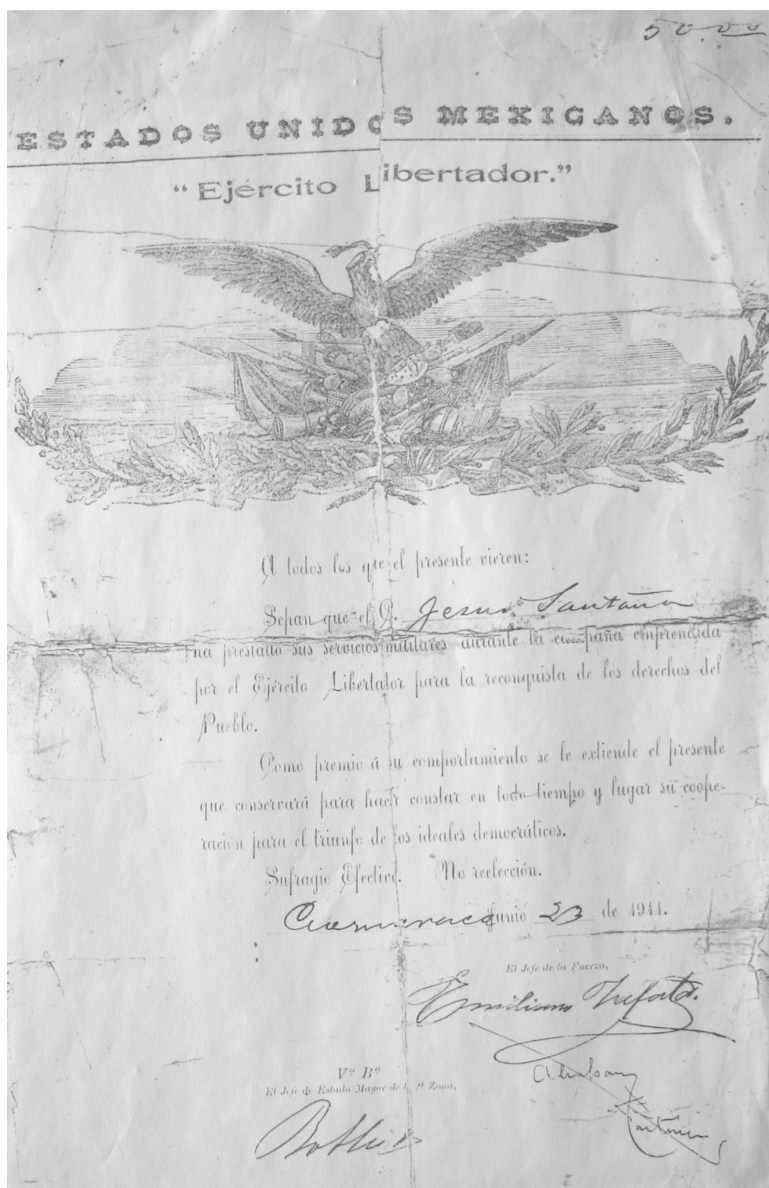 50.00
ESTADOS UNIDOS MEXICANOS.
"Ejército Libertador."
A todos los que el presente vieren:
Sepan que el C. Jesus Santaña
ha prestado sus servicios militares durante la campaña emprendida
por el Ejército Libertador para la reconquista de los derechos del
Pueblo.
Como premio á su comportamiento se le extiende el presente
que conservará para hacer constar en todo tiempo y lugar su coope-
ración para el triunfo de los ideales democráticos.
Sufragio Efectivo. No reelección.
Cuernavaca Junio 23 de 1911.
El Jefe de la Fuerza,
Emiliano Zapata.
Vo Bo
El Jefe de Estado Mayor de la 2ª Zona,